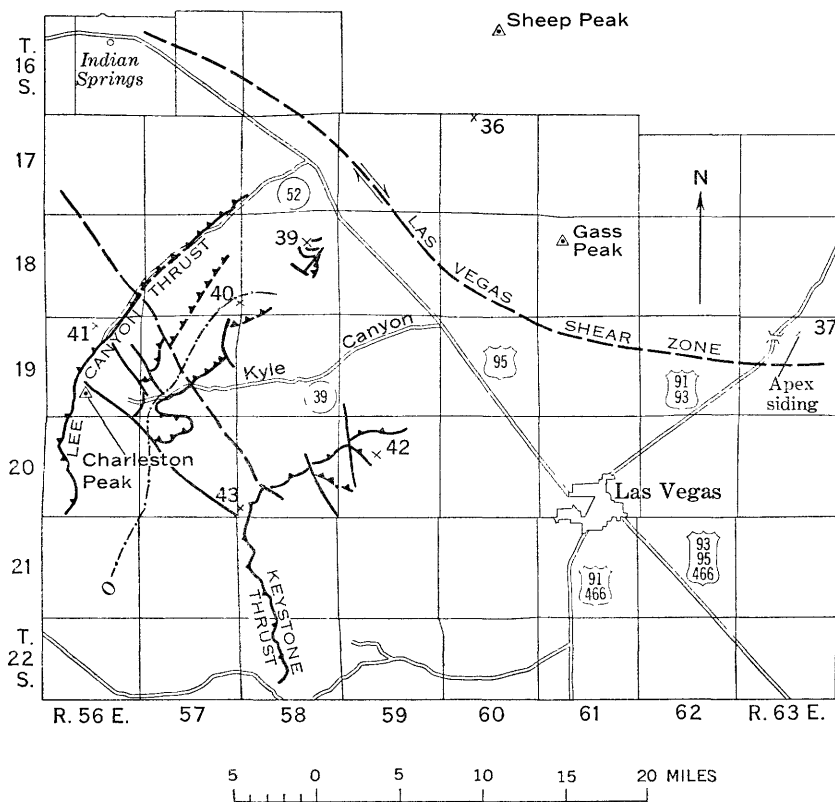 Sheep Peak
T.
16
S.
Indian
Springs
36
17
52
N
LAS VEGAS SHEAR ZONE
39
Gass
Peak
18
LEE CANYON THRUST
40
41
Kyle Canyon
37
19
95
39
91
93
Apex
siding
Charleston
Peak
42
20
43
Las Vegas
21
O
KEYSTONE
THRUST
91
466
93
95
466
T.
22
S.
R. 56 E. 57 58 59 60 61 62 R. 63 E.
5 0 5 10 15 20 MILES